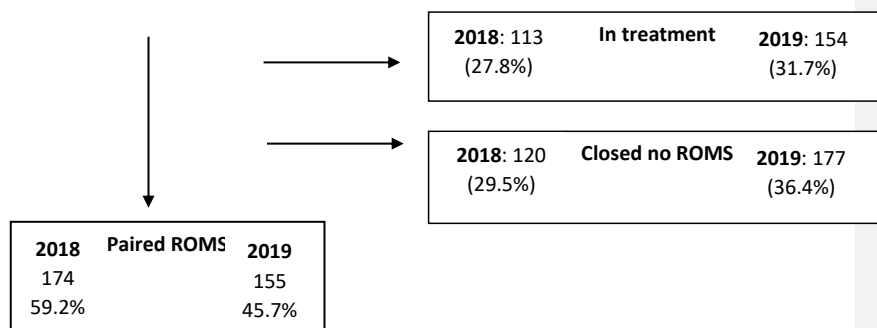 2018: 113 In treatment 2019: 154
(27.8%) (31.7%)
2018: 120 Closed no ROMS 2019: 177
(29.5%) (36.4%)
2018 Paired ROMS 2019
174 155
59.2% 45.7%